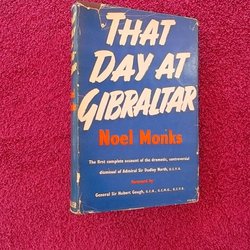 THAT
DAY AT
GIBRALTAR
Noel Monks
The first complete account of the dramatic, controversial
dismissal of Admiral Sir Dudley North,
Foreword by
General Sir Hubert Gough, G.C.B., G.C.M.G., K.C.V.O.